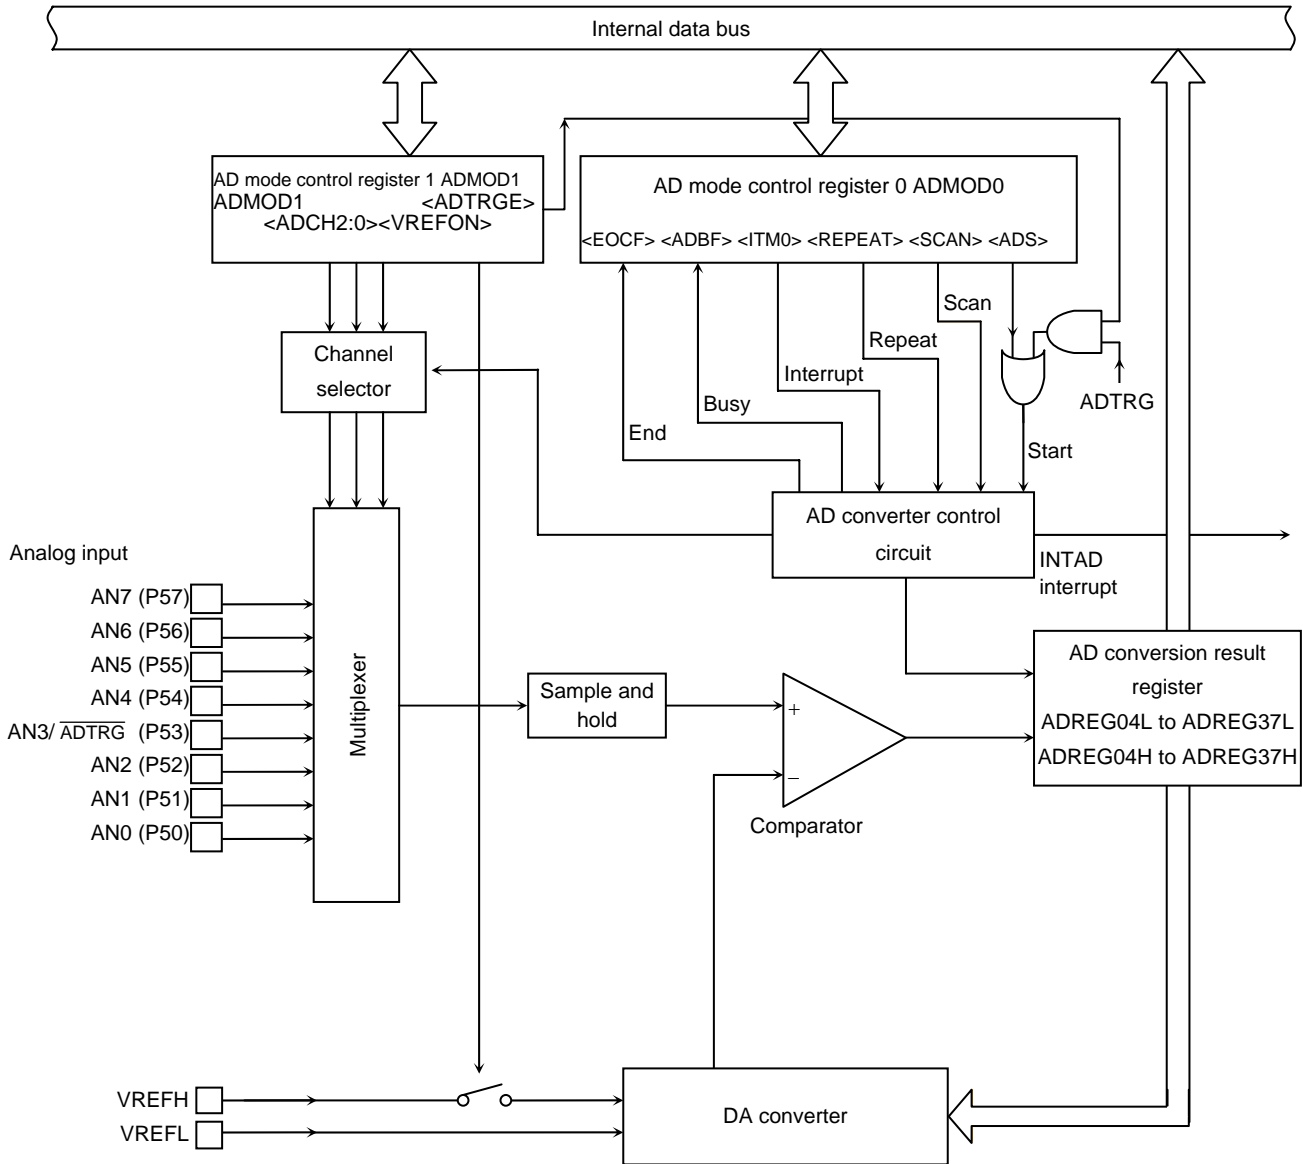 Internal data bus
AD mode control register 1 ADMOD1
ADMOD1 <ADTRGE>
<ADCH2:0><VREFON>
AD mode control register 0 ADMOD0
<EOCF> <ADBF> <ITM0> <REPEAT> <SCAN> <ADS>
Scan
Repeat
Interrupt
Busy
End
ADTRG
Start
Channel
selector
AD converter control
circuit
INTAD
interrupt
Analog input
AN7 (P57)
AN6 (P56)
AN5 (P55)
AN4 (P54)
AN3/ ADTRG (P53)
AN2 (P52)
AN1 (P51)
AN0 (P50)
Multiplexer
Sample and
hold
+
−
Comparator
AD conversion result
register
ADREG04L to ADREG37L
ADREG04H to ADREG37H
VREFH
VREFL
DA converter